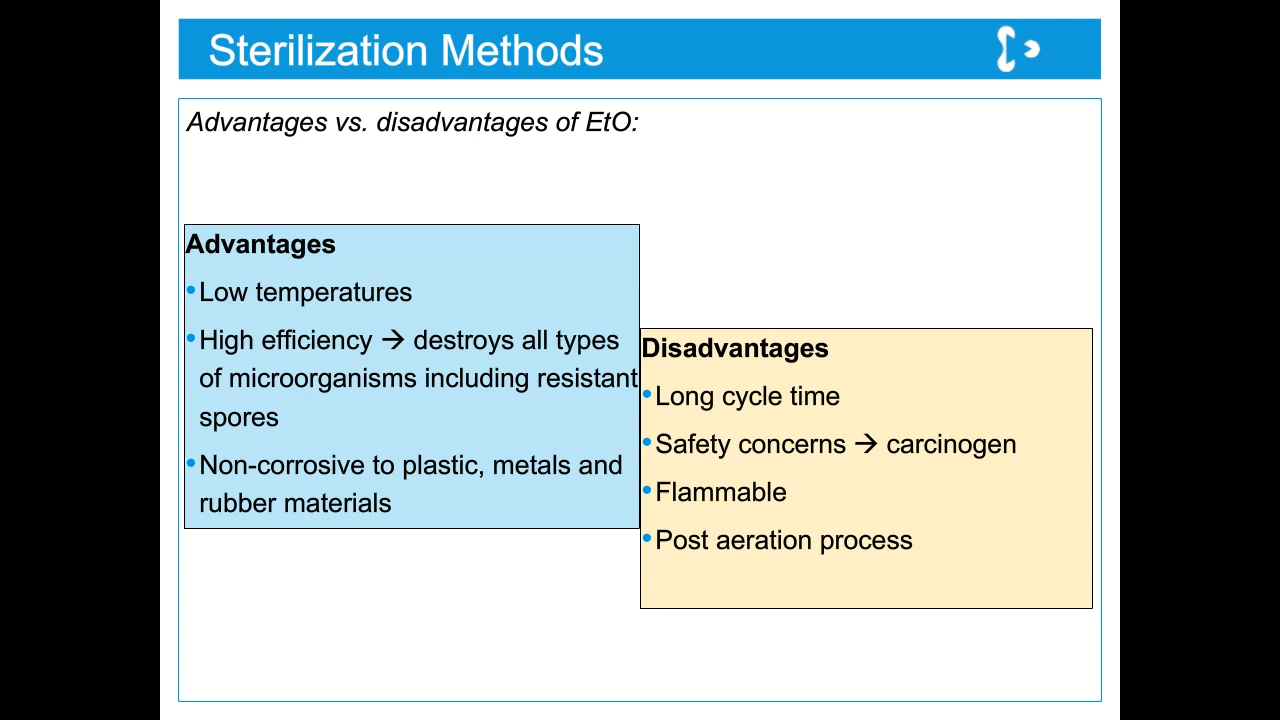 Sterilization Methods
Advantages vs. disadvantages of EtO:
Advantages
•Low temperatures
•High efficiency → destroys all types
of microorganisms including resistant
spores
•Non-corrosive to plastic, metals and
rubber materials
Disadvantages
•Long cycle time
•Safety concerns → carcinogen
•Flammable
•Post aeration process